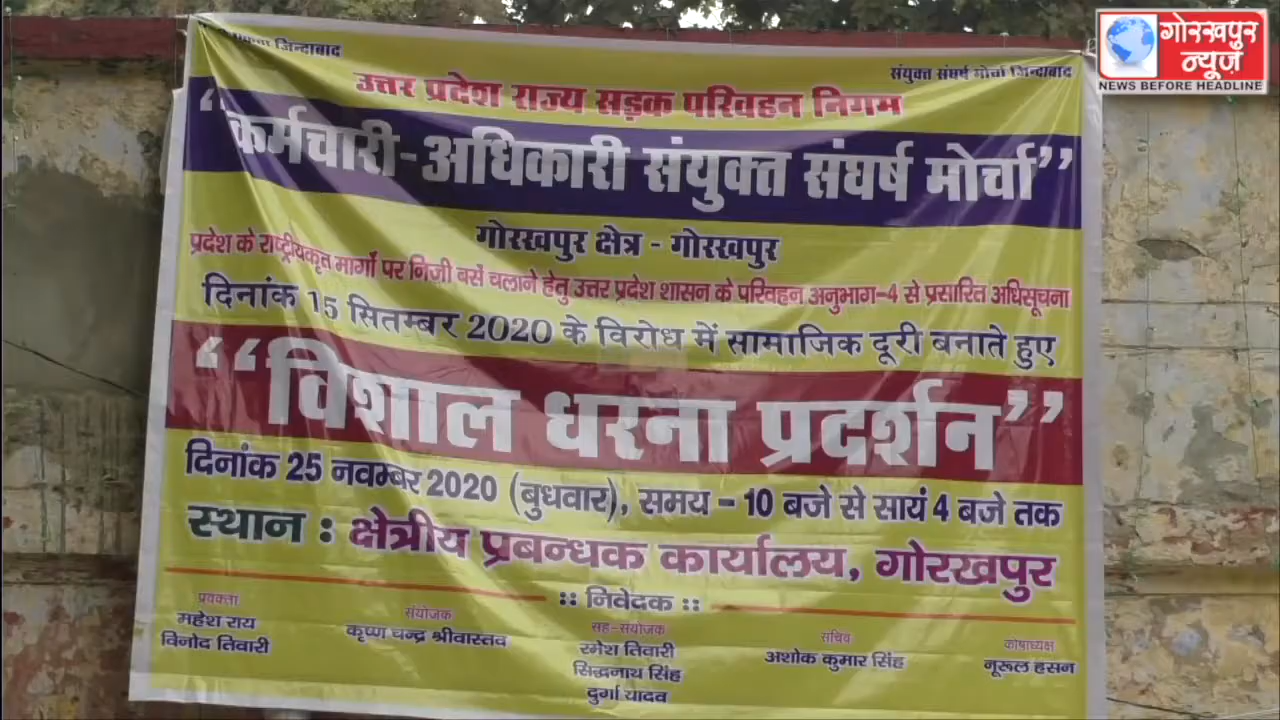 एकता जिन्दाबाद
संयुक्त संघर्ष मोर्चा जिन्दाबाद
उत्तर प्रदेश राज्य सड़क परिवहन निगम
“कर्मचारी-अधिकारी संयुक्त संघर्ष मोर्चा”
गोरखपुर क्षेत्र - गोरखपुर
प्रदेश के राष्ट्रीयकृत मार्गों पर निजी बसें चलाने हेतु उत्तर प्रदेश शासन के परिवहन अनुभाग-4 से प्रसारित अधिसूचना
दिनांक 15 सितम्बर 2020 के विरोध में सामाजिक दूरी बनाते हुए
“विशाल धरना प्रदर्शन”
दिनांक 25 नवम्बर 2020 (बुधवार), समय - 10 बजे से सायं 4 बजे तक
स्थान : क्षेत्रीय प्रबन्धक कार्यालय, गोरखपुर
:: निवेदक ::
प्रवक्ता
महेश राय
विनोद तिवारी
संयोजक
कृष्ण चन्द्र श्रीवास्तव
सह-संयोजक
रमेश तिवारी
सिद्धनाथ सिंह
दुर्गा यादव
सचिव
अशोक कुमार सिंह
कोषाध्यक्ष
नूरूल हसन
गोरखपुर
न्यूज़
NEWS BEFORE HEADLINE